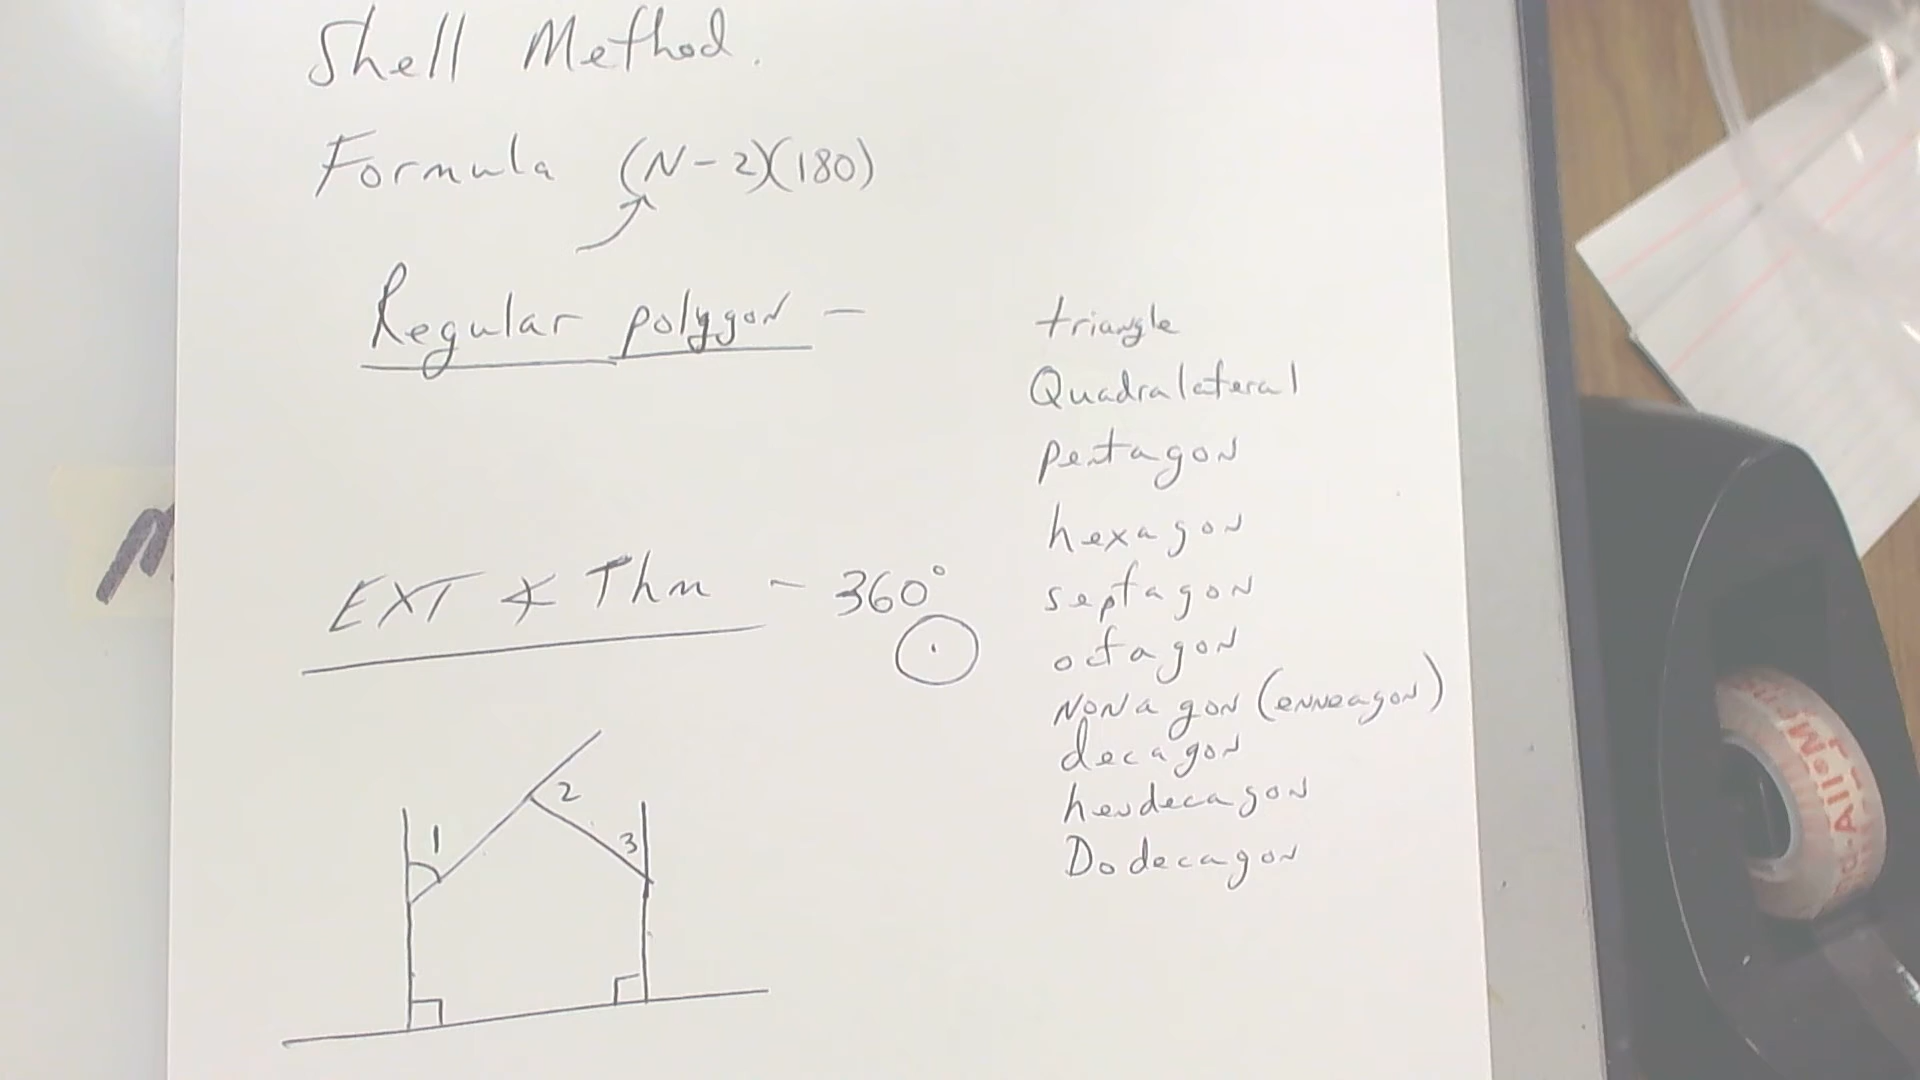 Shell Method.
Formula (N-2)(180)
Regular polygon -
triangle
Quadralateral
pentagon
hexagon
septagon
octagon
NONagon (enneagon)
decagon
hendecagon
Dodecagon
EXT ∡ Thm - 360°
1
2
3